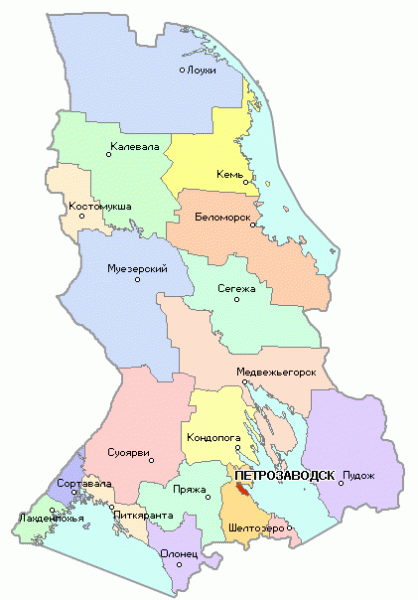 Лоухи
Калевала
Кемь
Костомукша
Беломорск
Муезерский
Сегежа
Медвежьегорск
Кондопога
Суоярви
ПЕТРОЗАВОДСК
Пудож
Сортавала
Пряжа
Лахденпохья
Питкяранта
Шелтозеро
Олонец